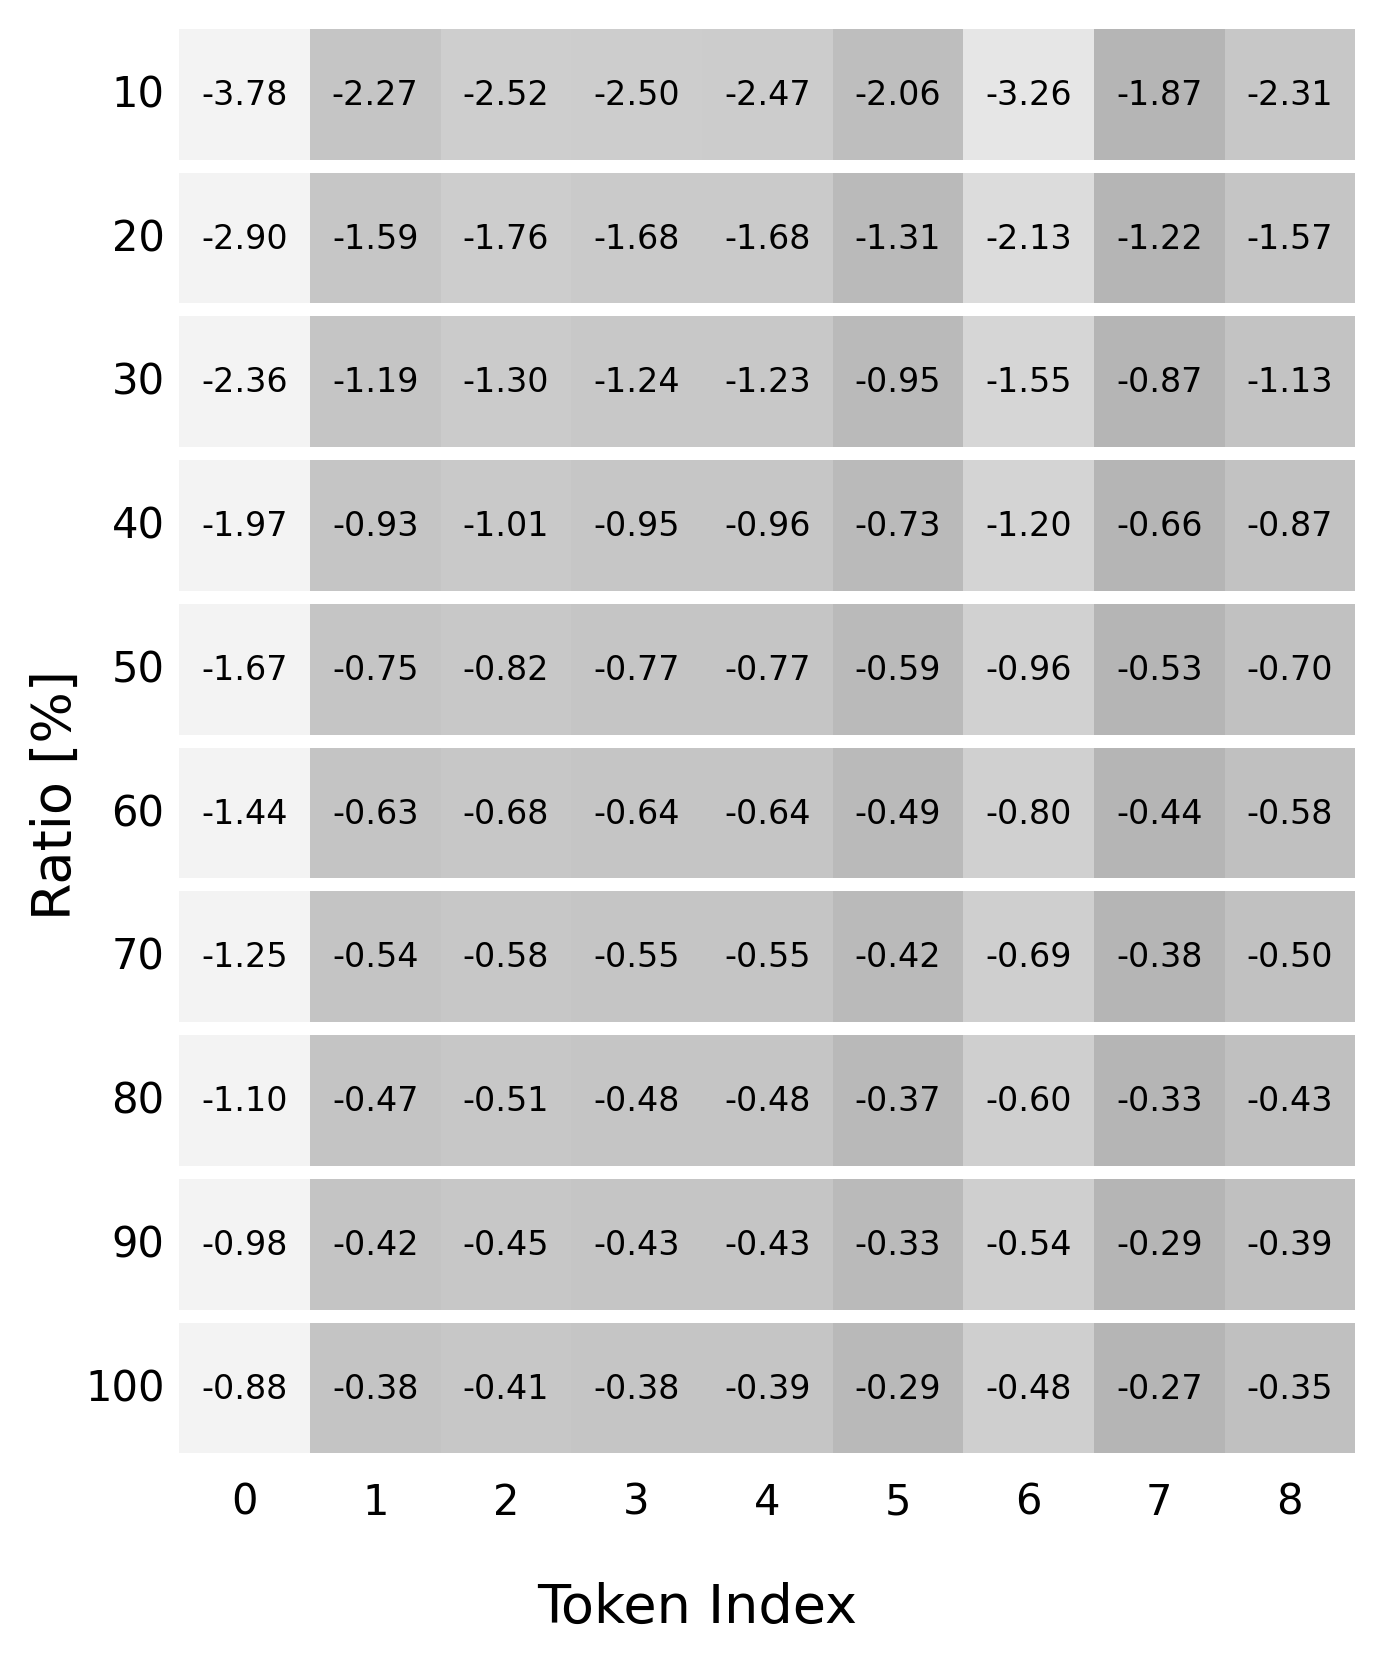 10 -3.78 -2.27 -2.52 -2.50 -2.47 -2.06 -3.26 -1.87 -2.31
20 -2.90 -1.59 -1.76 -1.68 -1.68 -1.31 -2.13 -1.22 -1.57
30 -2.36 -1.19 -1.30 -1.24 -1.23 -0.95 -1.55 -0.87 -1.13
40 -1.97 -0.93 -1.01 -0.95 -0.96 -0.73 -1.20 -0.66 -0.87
50 -1.67 -0.75 -0.82 -0.77 -0.77 -0.59 -0.96 -0.53 -0.70
60 -1.44 -0.63 -0.68 -0.64 -0.64 -0.49 -0.80 -0.44 -0.58
70 -1.25 -0.54 -0.58 -0.55 -0.55 -0.42 -0.69 -0.38 -0.50
80 -1.10 -0.47 -0.51 -0.48 -0.48 -0.37 -0.60 -0.33 -0.43
90 -0.98 -0.42 -0.45 -0.43 -0.43 -0.33 -0.54 -0.29 -0.39
100 -0.88 -0.38 -0.41 -0.38 -0.39 -0.29 -0.48 -0.27 -0.35
0 1 2 3 4 5 6 7 8
Ratio [%]
Token Index